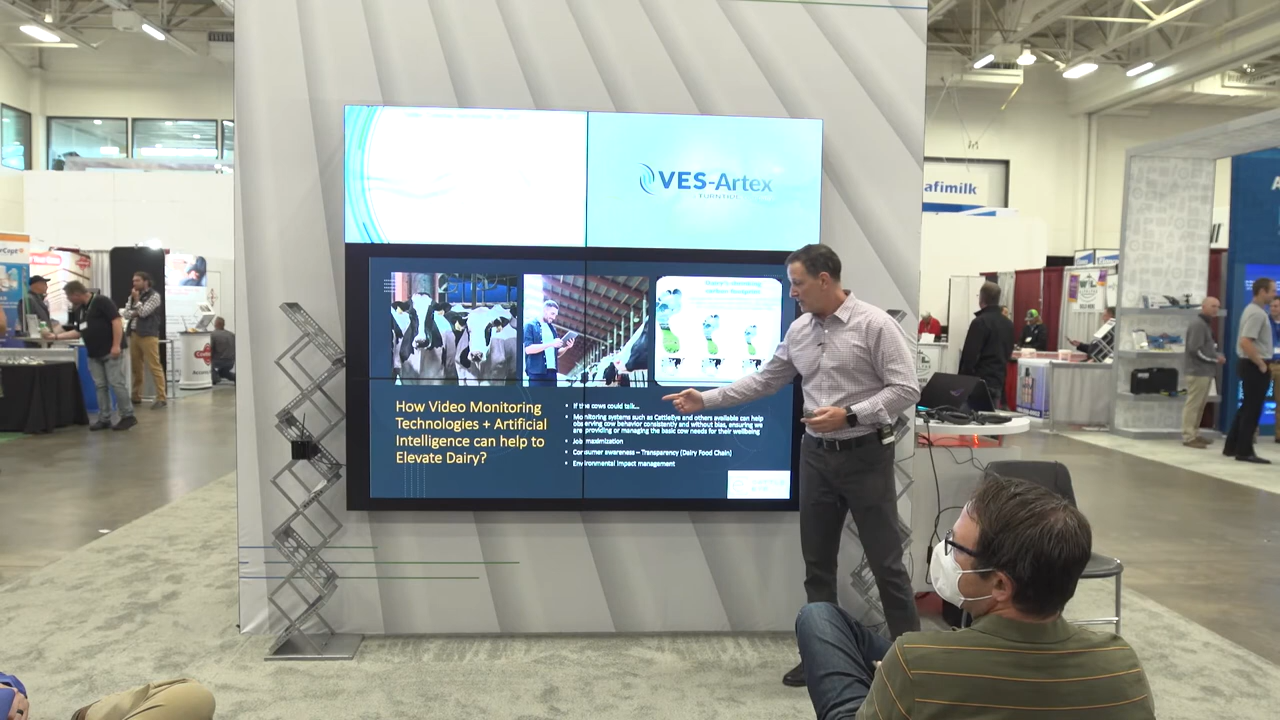 VES-Artex
afimilk
How Video Monitoring
Technologies + Artificial
Intelligence can help to
Elevate Dairy?
• If the cows could talk...
• Monitoring systems such as CattleEye and others available can help
observing cow behavior consistently and without bias, ensuring we
are providing or managing the basic cow needs for their wellbeing
• Job maximization
• Consumer awareness – Transparency (Dairy Food Chain)
• Environmental impact management